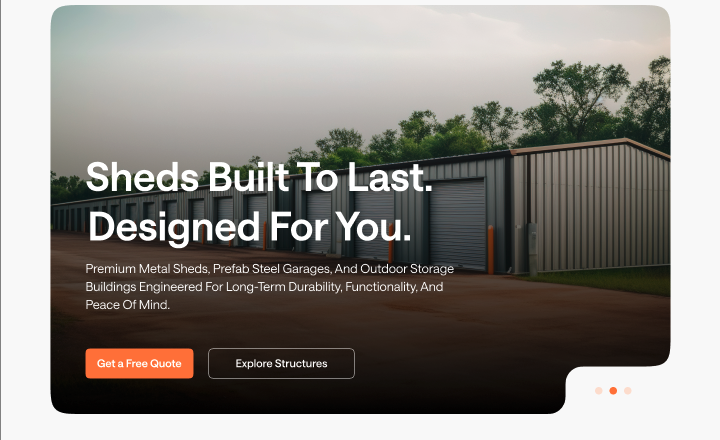 Sheds Built To Last.
Designed For You.
Premium Metal Sheds, Prefab Steel Garages, And Outdoor Storage
Buildings Engineered For Long-Term Durability, Functionality, And
Peace Of Mind.
Get a Free Quote
Explore Structures